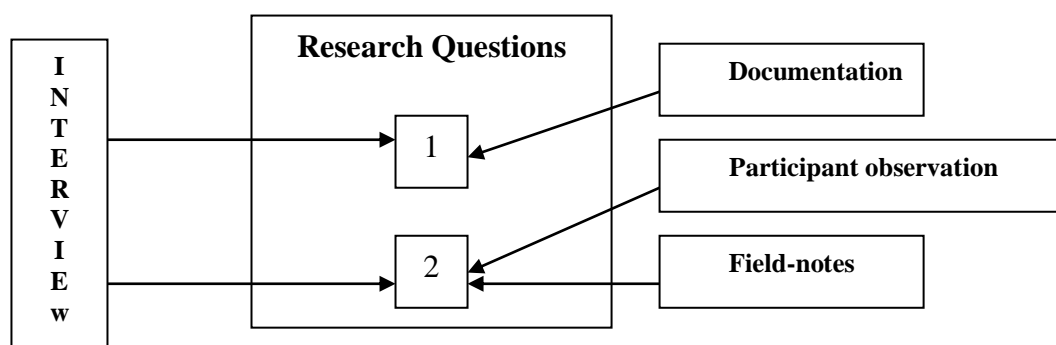 I
N
T
E
R
V
I
E
w
Research Questions
1
2
Documentation
Participant observation
Field-notes